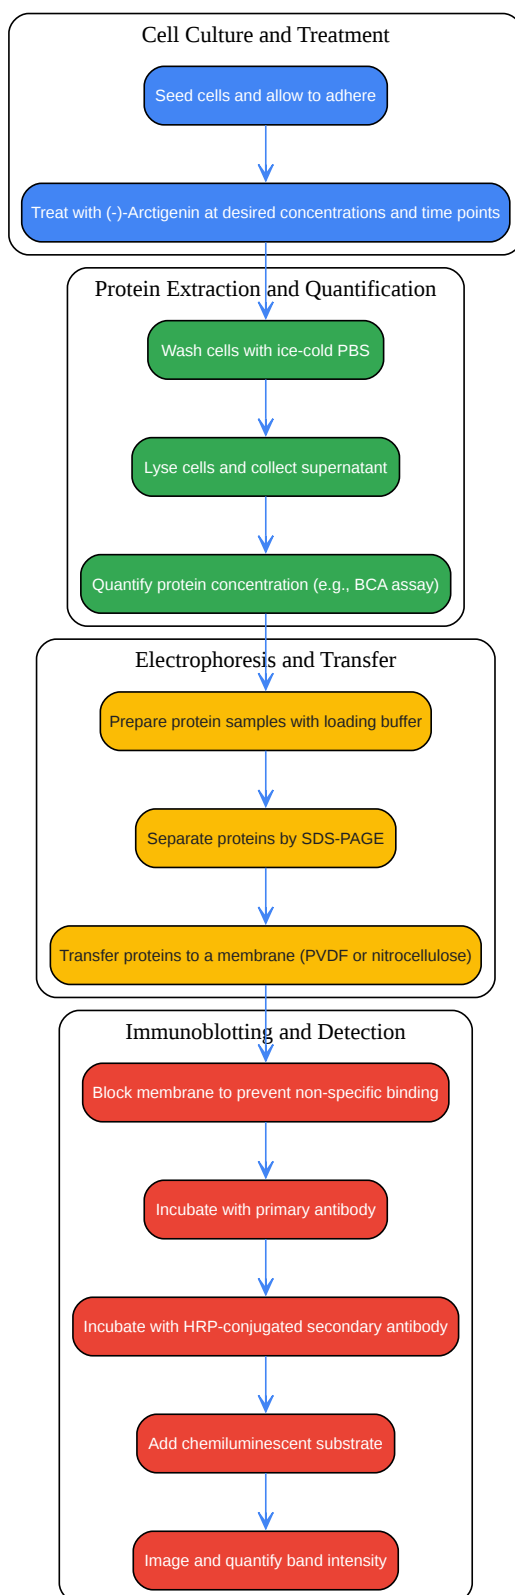 Cell Culture and Treatment
Seed cells and allow to adhere
Treat with (-)-Arctigenin at desired concentrations and time points
Protein Extraction and Quantification
Wash cells with ice-cold PBS
Lyse cells and collect supernatant
Quantify protein concentration (e.g., BCA assay)
Electrophoresis and Transfer
Prepare protein samples with loading buffer
Separate proteins by SDS-PAGE
Transfer proteins to a membrane (PVDF or nitrocellulose)
Immunoblotting and Detection
Block membrane to prevent non-specific binding
Incubate with primary antibody
Incubate with HRP-conjugated secondary antibody
Add chemiluminescent substrate
Image and quantify band intensity